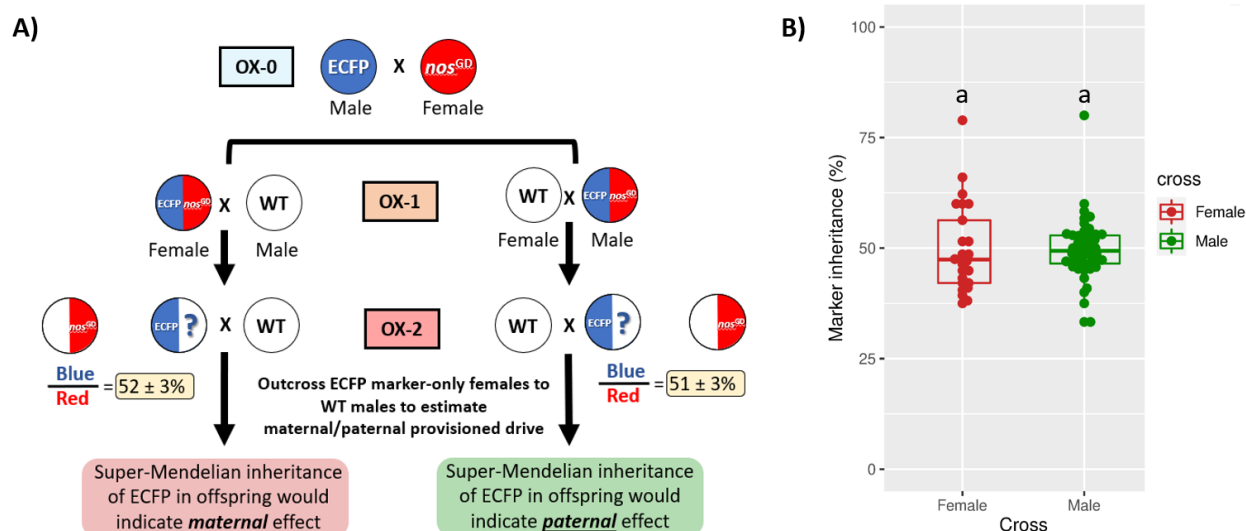 A)
OX-0
ECFP
X
nosGD
Male
Female
ECFP nosGD
X
WT
OX-1
WT
X
ECFP nosGD
Female
Male
Female
Male
nosGD
ECFP
?
X
WT
OX-2
WT
X
ECFP
?
nosGD
Blue
Red
= 52 ± 3%
Outcross ECFP marker-only females to
WT males to estimate
maternal/paternal provisioned drive
Blue
Red
= 51 ± 3%
Super-Mendelian inheritance
of ECFP in offspring would
indicate maternal effect
Super-Mendelian inheritance
of ECFP in offspring would
indicate paternal effect
B)
Marker inheritance (%)
100
75
50
25
0
a
a
Female
Male
Cross
cross
Female
Male